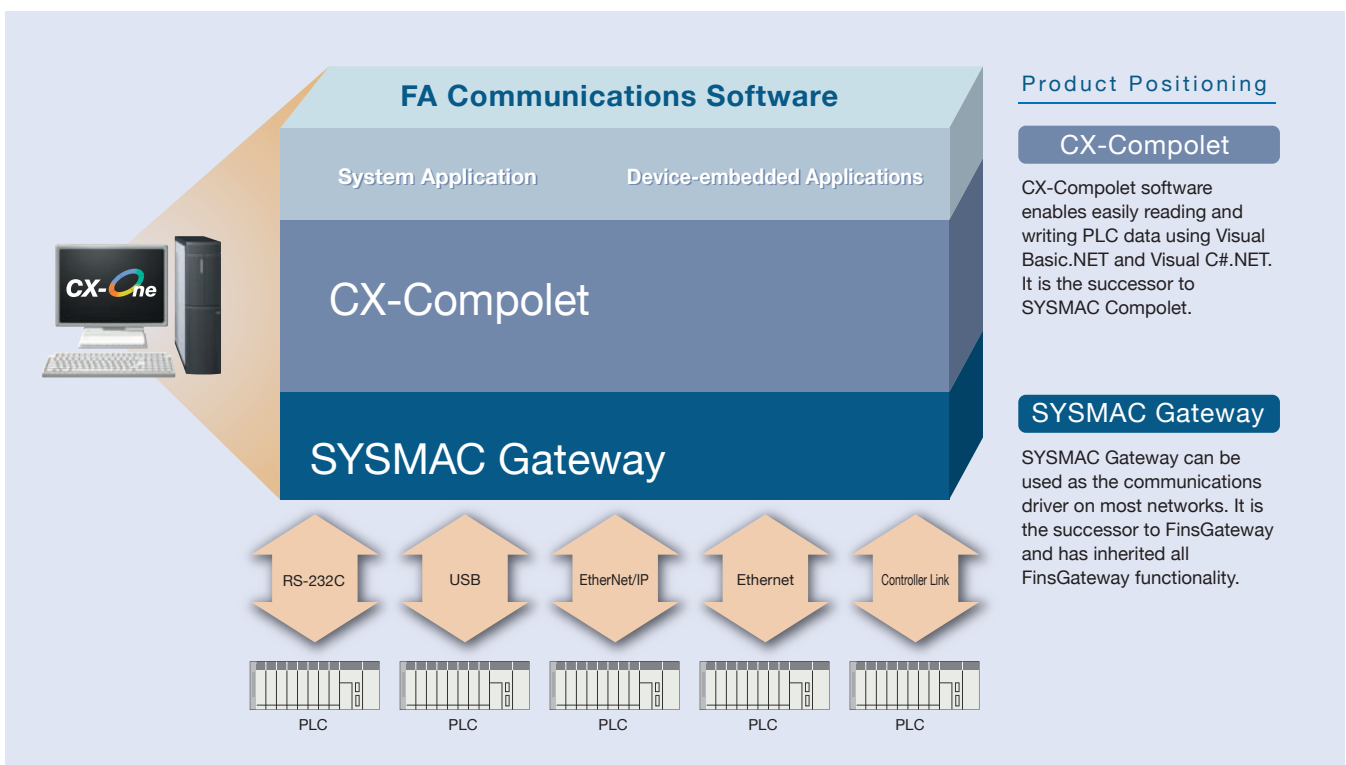 FA Communications Software
System Application
Device-embedded Applications
CX-One
CX-Compolet
SYSMAC Gateway
RS-232C
USB
EtherNet/IP
Ethernet
Controller Link
PLC
PLC
PLC
PLC
PLC
Product Positioning
CX-Compolet
CX-Compolet software
enables easily reading and
writing PLC data using Visual
Basic.NET and Visual C#.NET.
It is the successor to
SYSMAC Compolet.
SYSMAC Gateway
SYSMAC Gateway can be
used as the communications
driver on most networks. It is
the successor to FinsGateway
and has inherited all
FinsGateway functionality.